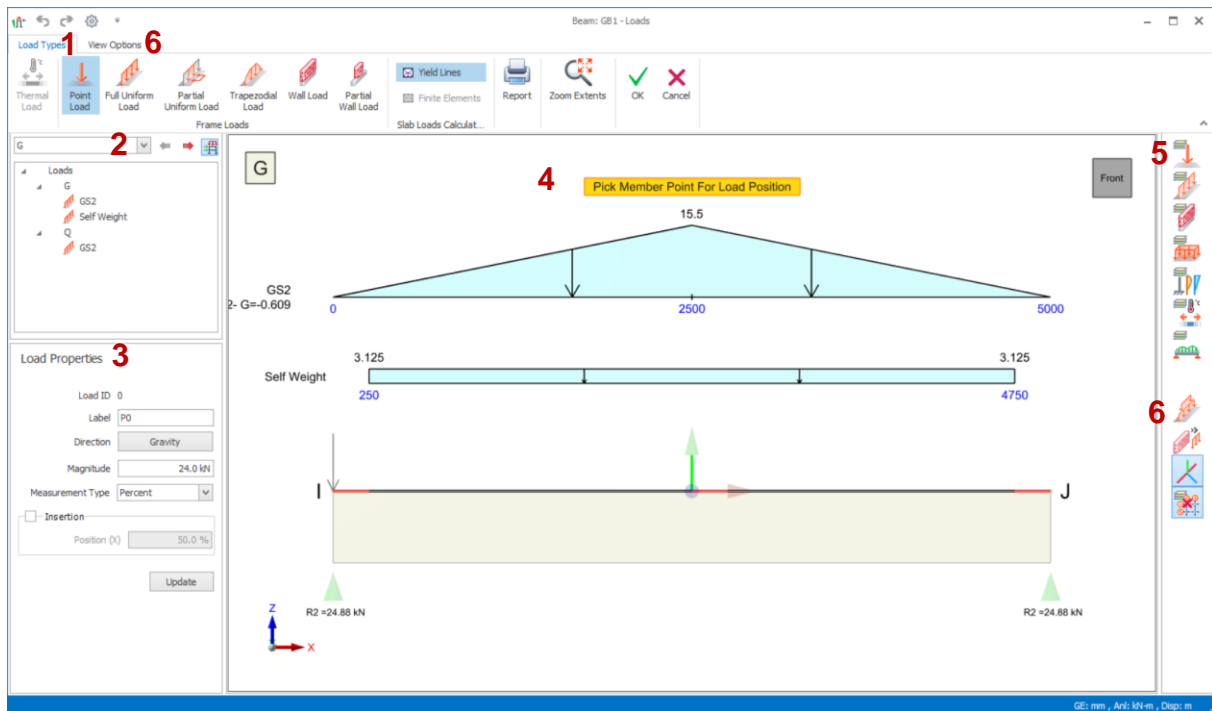 Beam: GB1 - Loads
Load Types 1 View Options 6
Thermal Load
Point Load
Full Uniform Load
Partial Uniform Load
Trapezodial Load
Wall Load
Partial Wall Load
Frame Loads
Yield Lines
Finite Elements
Slab Loads Calculat...
Report
Zoom Extents
OK
Cancel
G 2
Loads
G
GS2
Self Weight
Q
GS2
Load Properties 3
Load ID 0
Label P0
Direction Gravity
Magnitude 24.0 kN
Measurement Type Percent
Insertion
Position (X) 50.0 %
Update
G
4 Pick Member Point For Load Position
Front
5
15.5
GS2
2- G=-0.609
0 2500 5000
3.125 3.125
Self Weight
250 4750
6
I J
R2 =24.88 kN R2 =24.88 kN
Z
X
GE: mm , Anl: kN-m , Disp: m